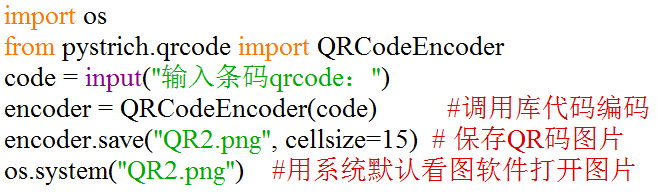 import os
from pystrich.qrcode import QRCodeEncoder
code = input("输入条码qrcode：")
encoder = QRCodeEncoder(code) #调用库代码编码
encoder.save("QR2.png", cellsize=15) # 保存QR码图片
os.system("QR2.png") #用系统默认看图软件打开图片